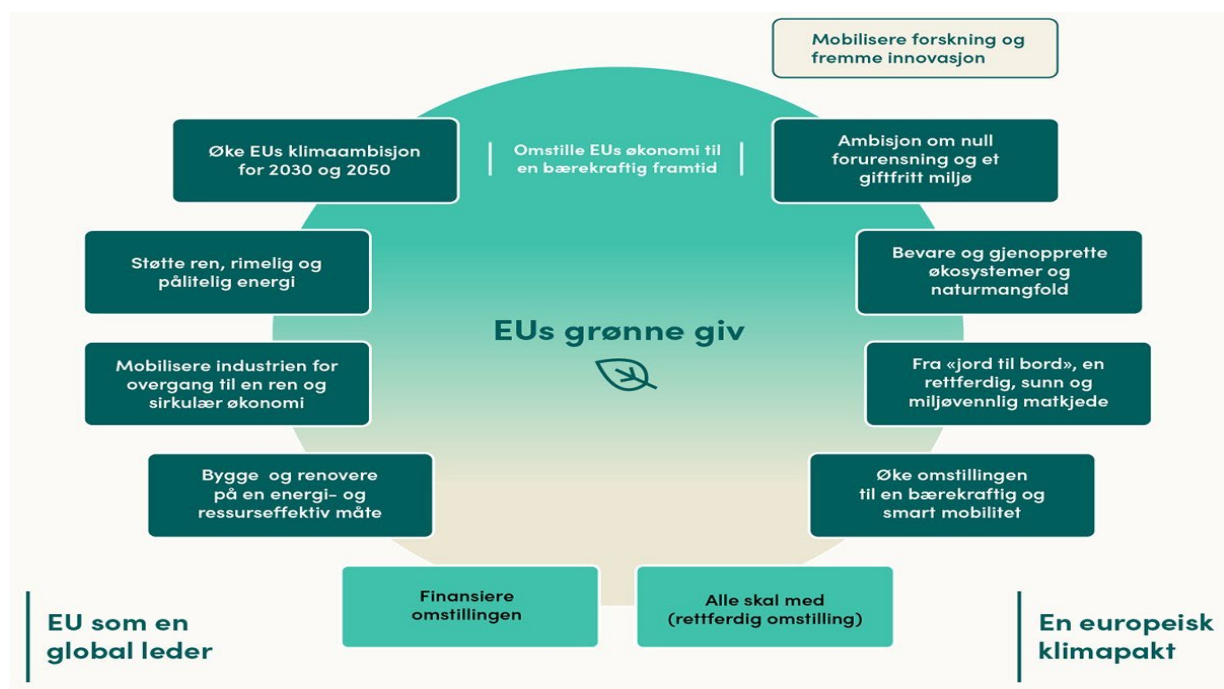 Mobilisere forskning og
fremme innovasjon
Øke EUs klimaambisjon
for 2030 og 2050
Omstille EUs økonomi til
en bærekraftig framtid
Ambisjon om null
forurensning og et
giftfritt miljø
Støtte ren, rimelig og
pålitelig energi
Bevare og gjenopprette
økosystemer og
naturmangfold
EUs grønne giv
Mobilisere industrien for
overgang til en ren og
sirkulær økonomi
Fra «jord til bord», en
rettferdig, sunn og
miljøvennlig matkjede
Bygge og renovere
på en energi- og
ressurseffektiv måte
Øke omstillingen
til en bærekraftig og
smart mobilitet
Finansiere
omstillingen
Alle skal med
(rettferdig omstilling)
EU som en
global leder
En europeisk
klimapakt